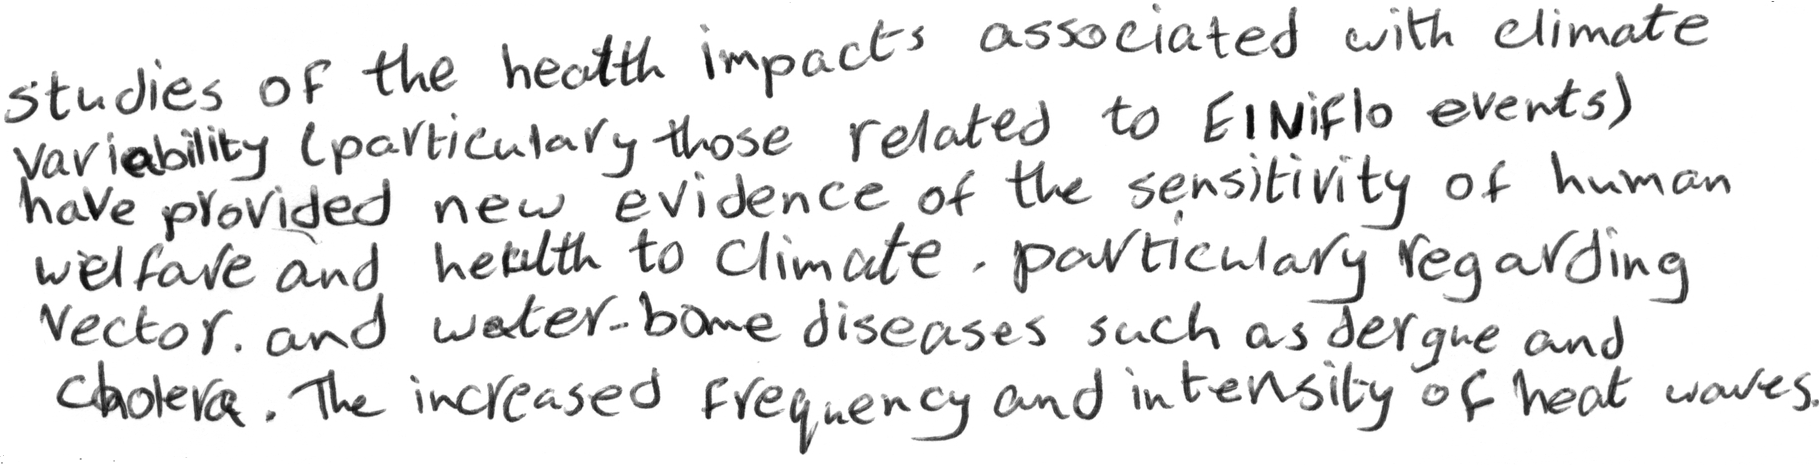 studies of the health impacts associated with climate
variability (particulary those related to EINiflo events)
have provided new evidence of the sensitivity of human
welfare and health to climate. particulary regarding
vector. and water-bome diseases such as dergue and
cholera. The increased frequency and intensity of heat waves.